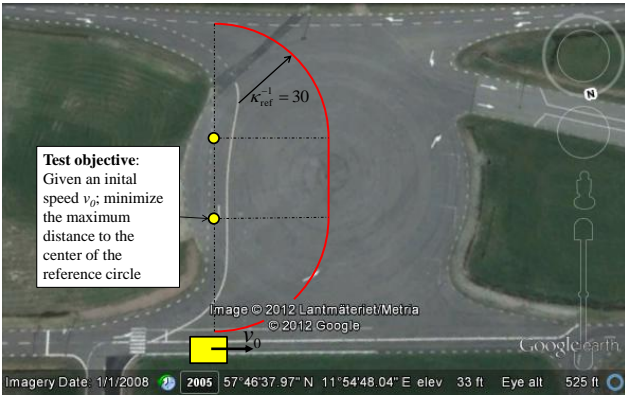 κ⁻¹ref = 30
N
Test objective:
Given an inital
speed v0; minimize
the maximum
distance to the
center of the
reference circle
Image © 2012 Lantmäteriet/Metria
© 2012 Google
v0
Google earth
Imagery Date: 1/1/2008 2005 57°46'37.97" N 11°54'48.04" E elev 33 ft Eye alt 525 ft